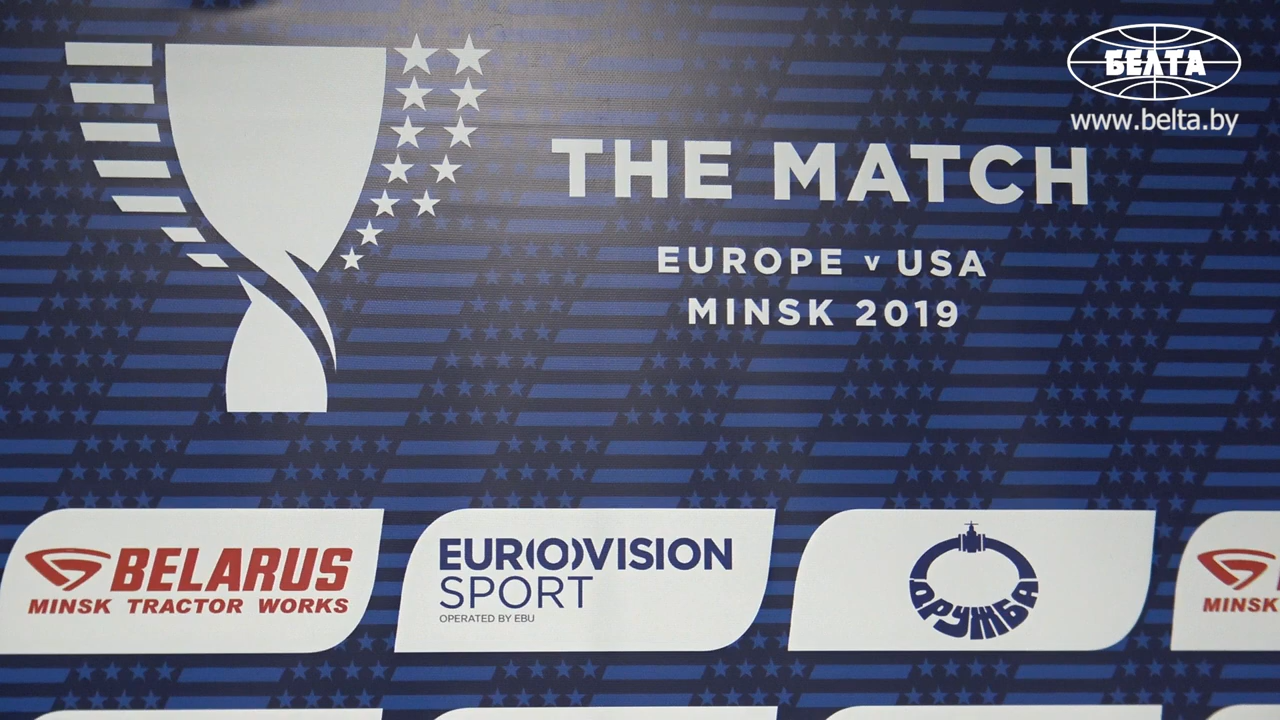 БЕЛТА
www.belta.by
THE MATCH
EUROPE v USA
MINSK 2019
BELARUS
MINSK TRACTOR WORKS
EUR(O)VISION
SPORT
OPERATED BY EBU
ДРУЖБА
MINSK